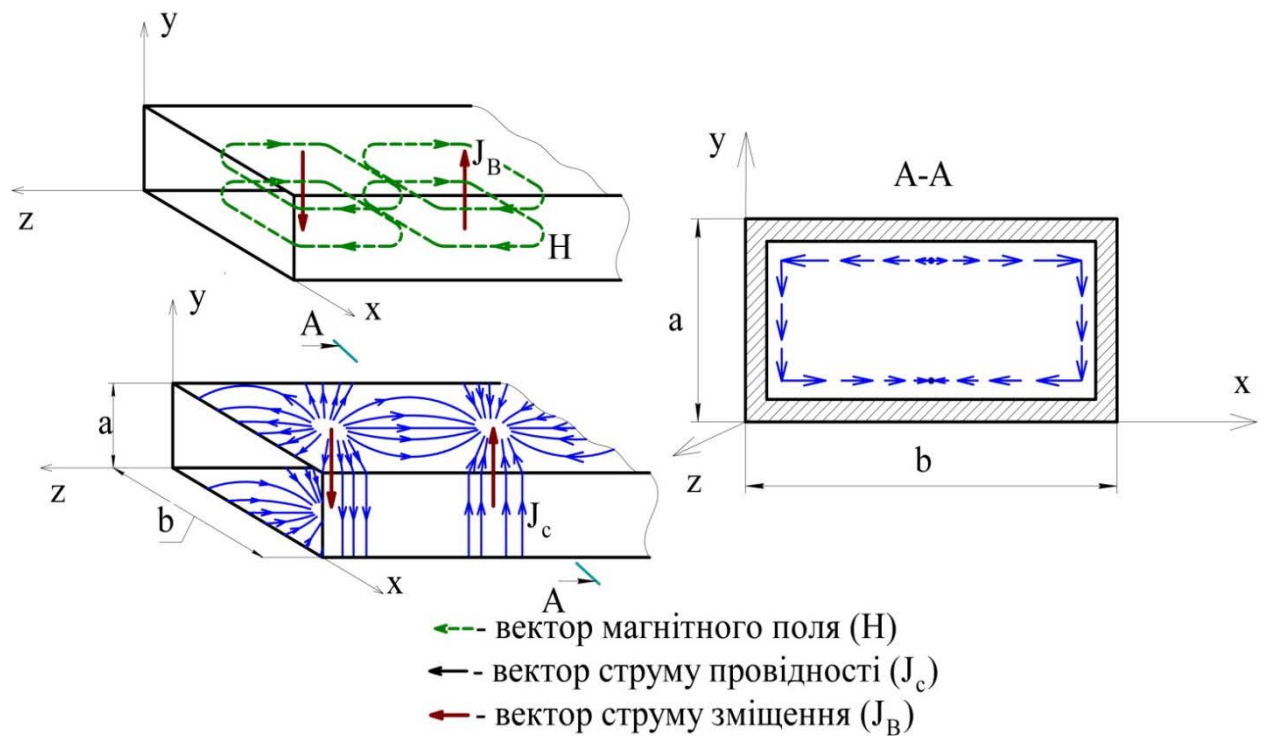 y
J_B
z
H
x
y
A-A
a
b
x
z
y
A
a
z
b
J_c
x
A
- вектор магнітного поля (H)
- вектор струму провідності (J_c)
- вектор струму зміщення (J_B)